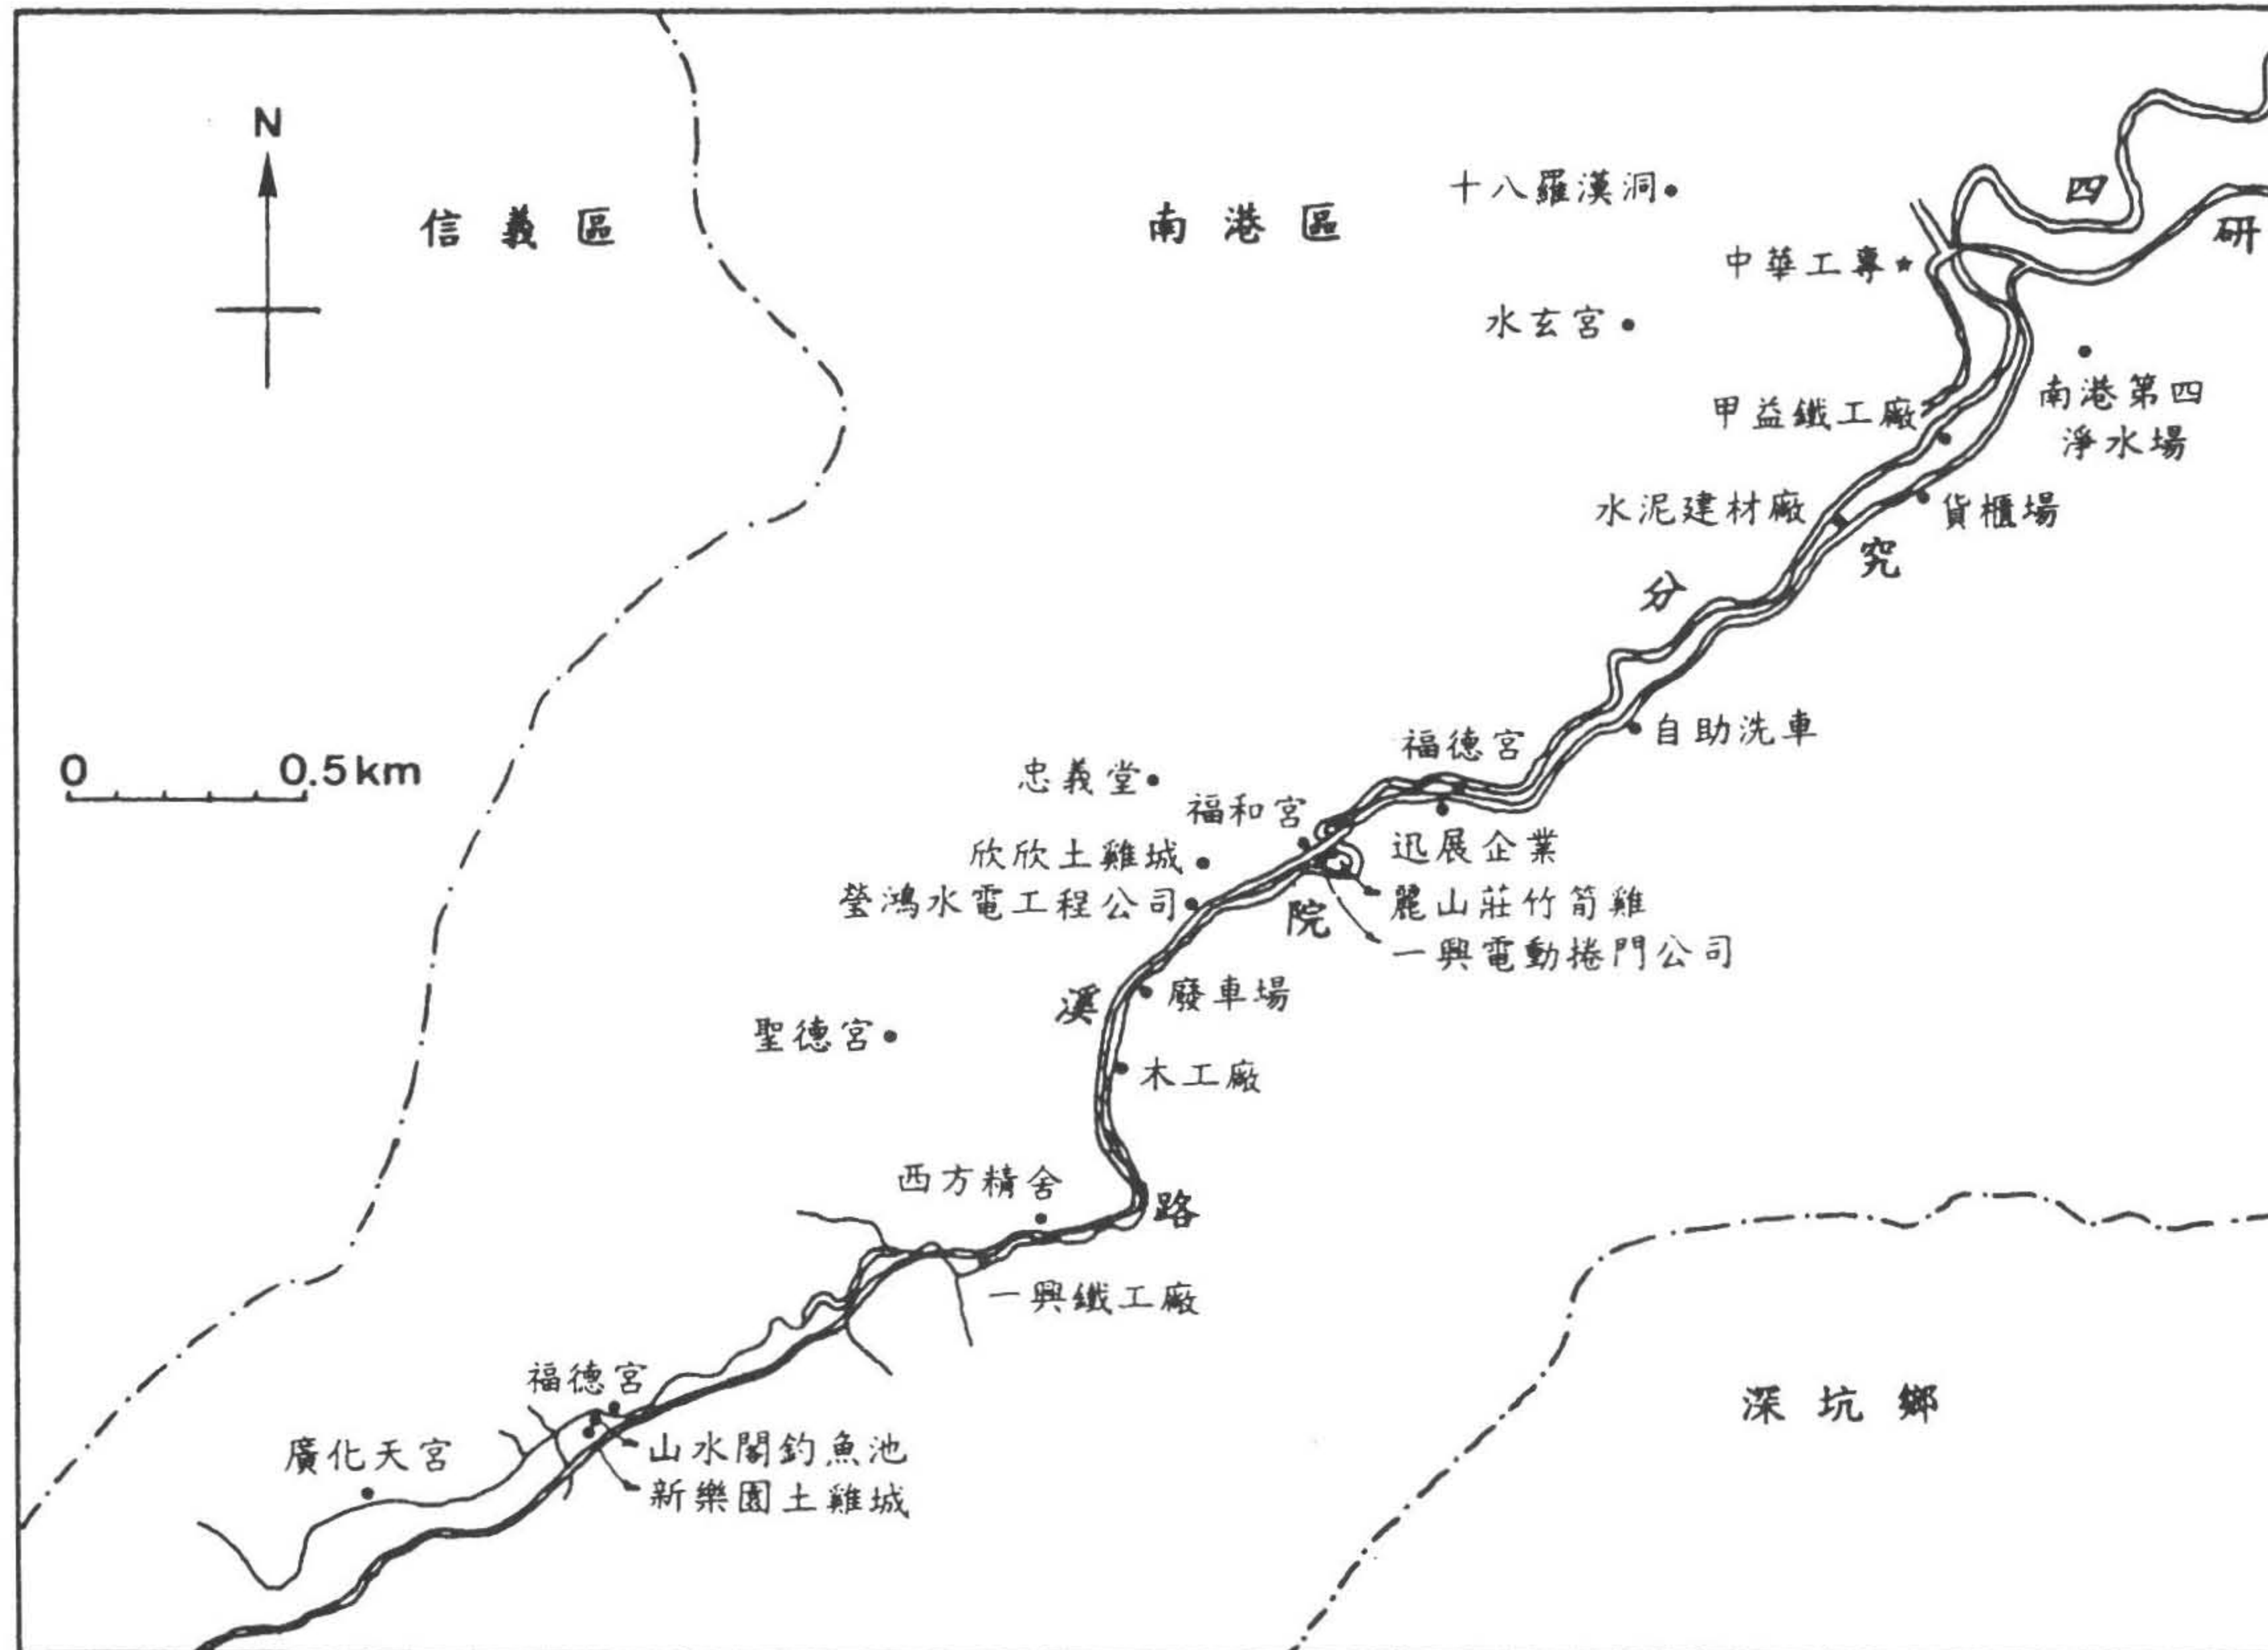 N
信義區
南港區
十八羅漢洞
四
研
中華工專
水玄宮
南港第四
淨水場
甲益鐵工廠
水泥建材廠
貨櫃場
究
分
自助洗車
福德宮
0 0.5km
忠義堂
福和宮
迅展企業
欣欣土雞城
瑩鴻水電工程公司
麗山莊竹筍雞
院
一興電動捲門公司
廢車場
溪
聖德宮
木工廠
西方精舍
路
一興鐵工廠
福德宮
深坑鄉
廣化天宮
山水閣釣魚池
新樂園土雞城